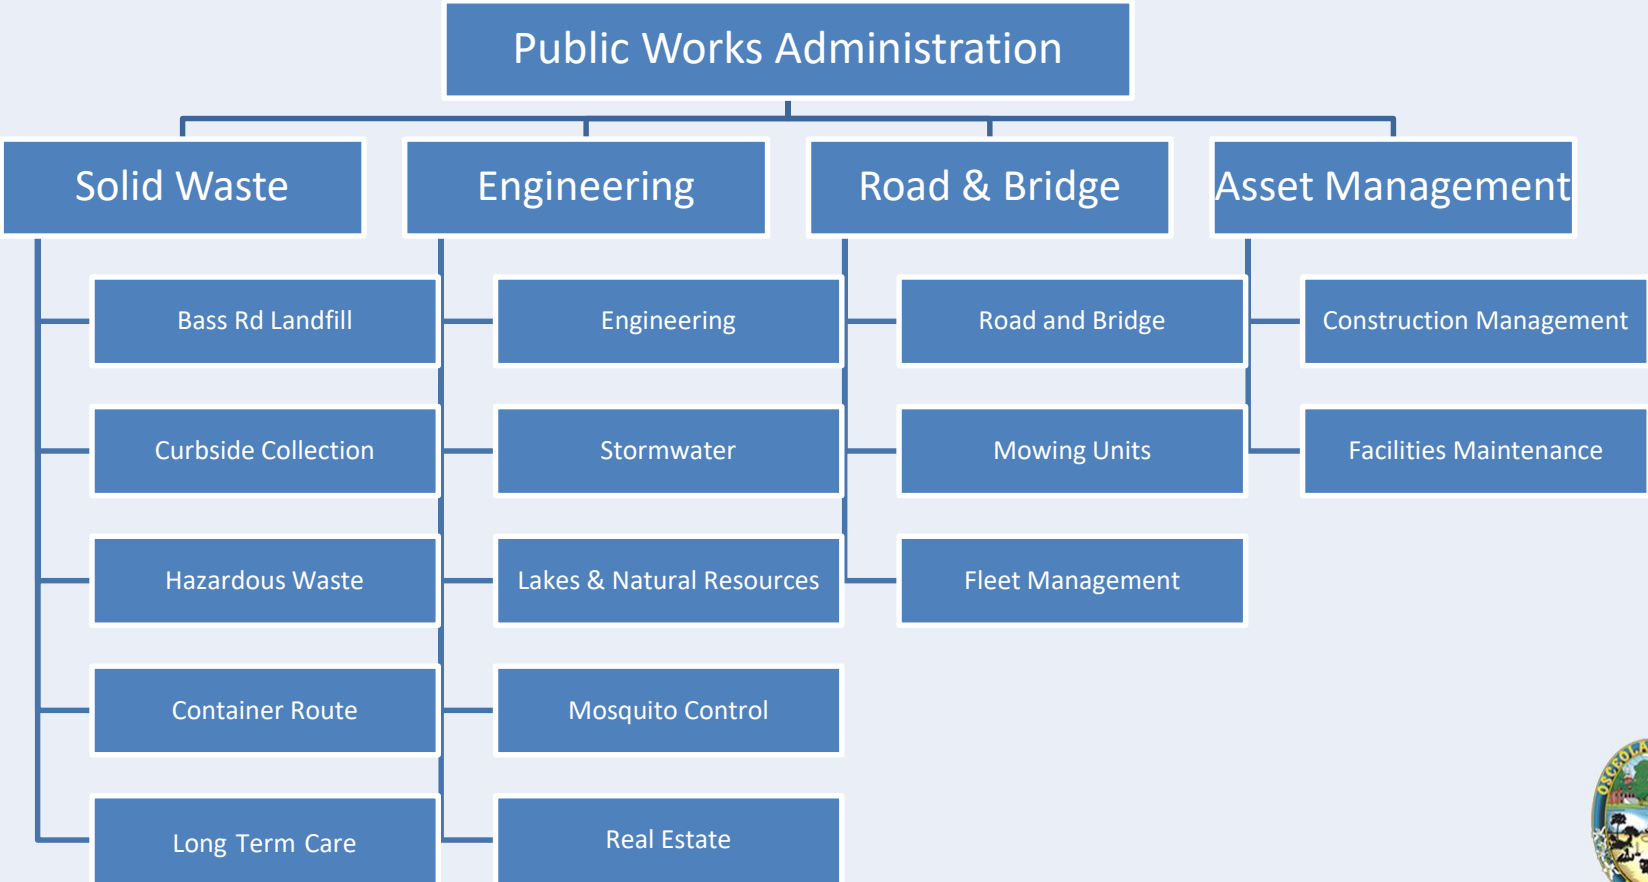 Public Works Administration
Solid Waste
Engineering
Road & Bridge
Asset Management
Bass Rd Landfill
Engineering
Road and Bridge
Construction Management
Curbside Collection
Stormwater
Mowing Units
Facilities Maintenance
Hazardous Waste
Lakes & Natural Resources
Fleet Management
Container Route
Mosquito Control
Long Term Care
Real Estate
OSCEOLA